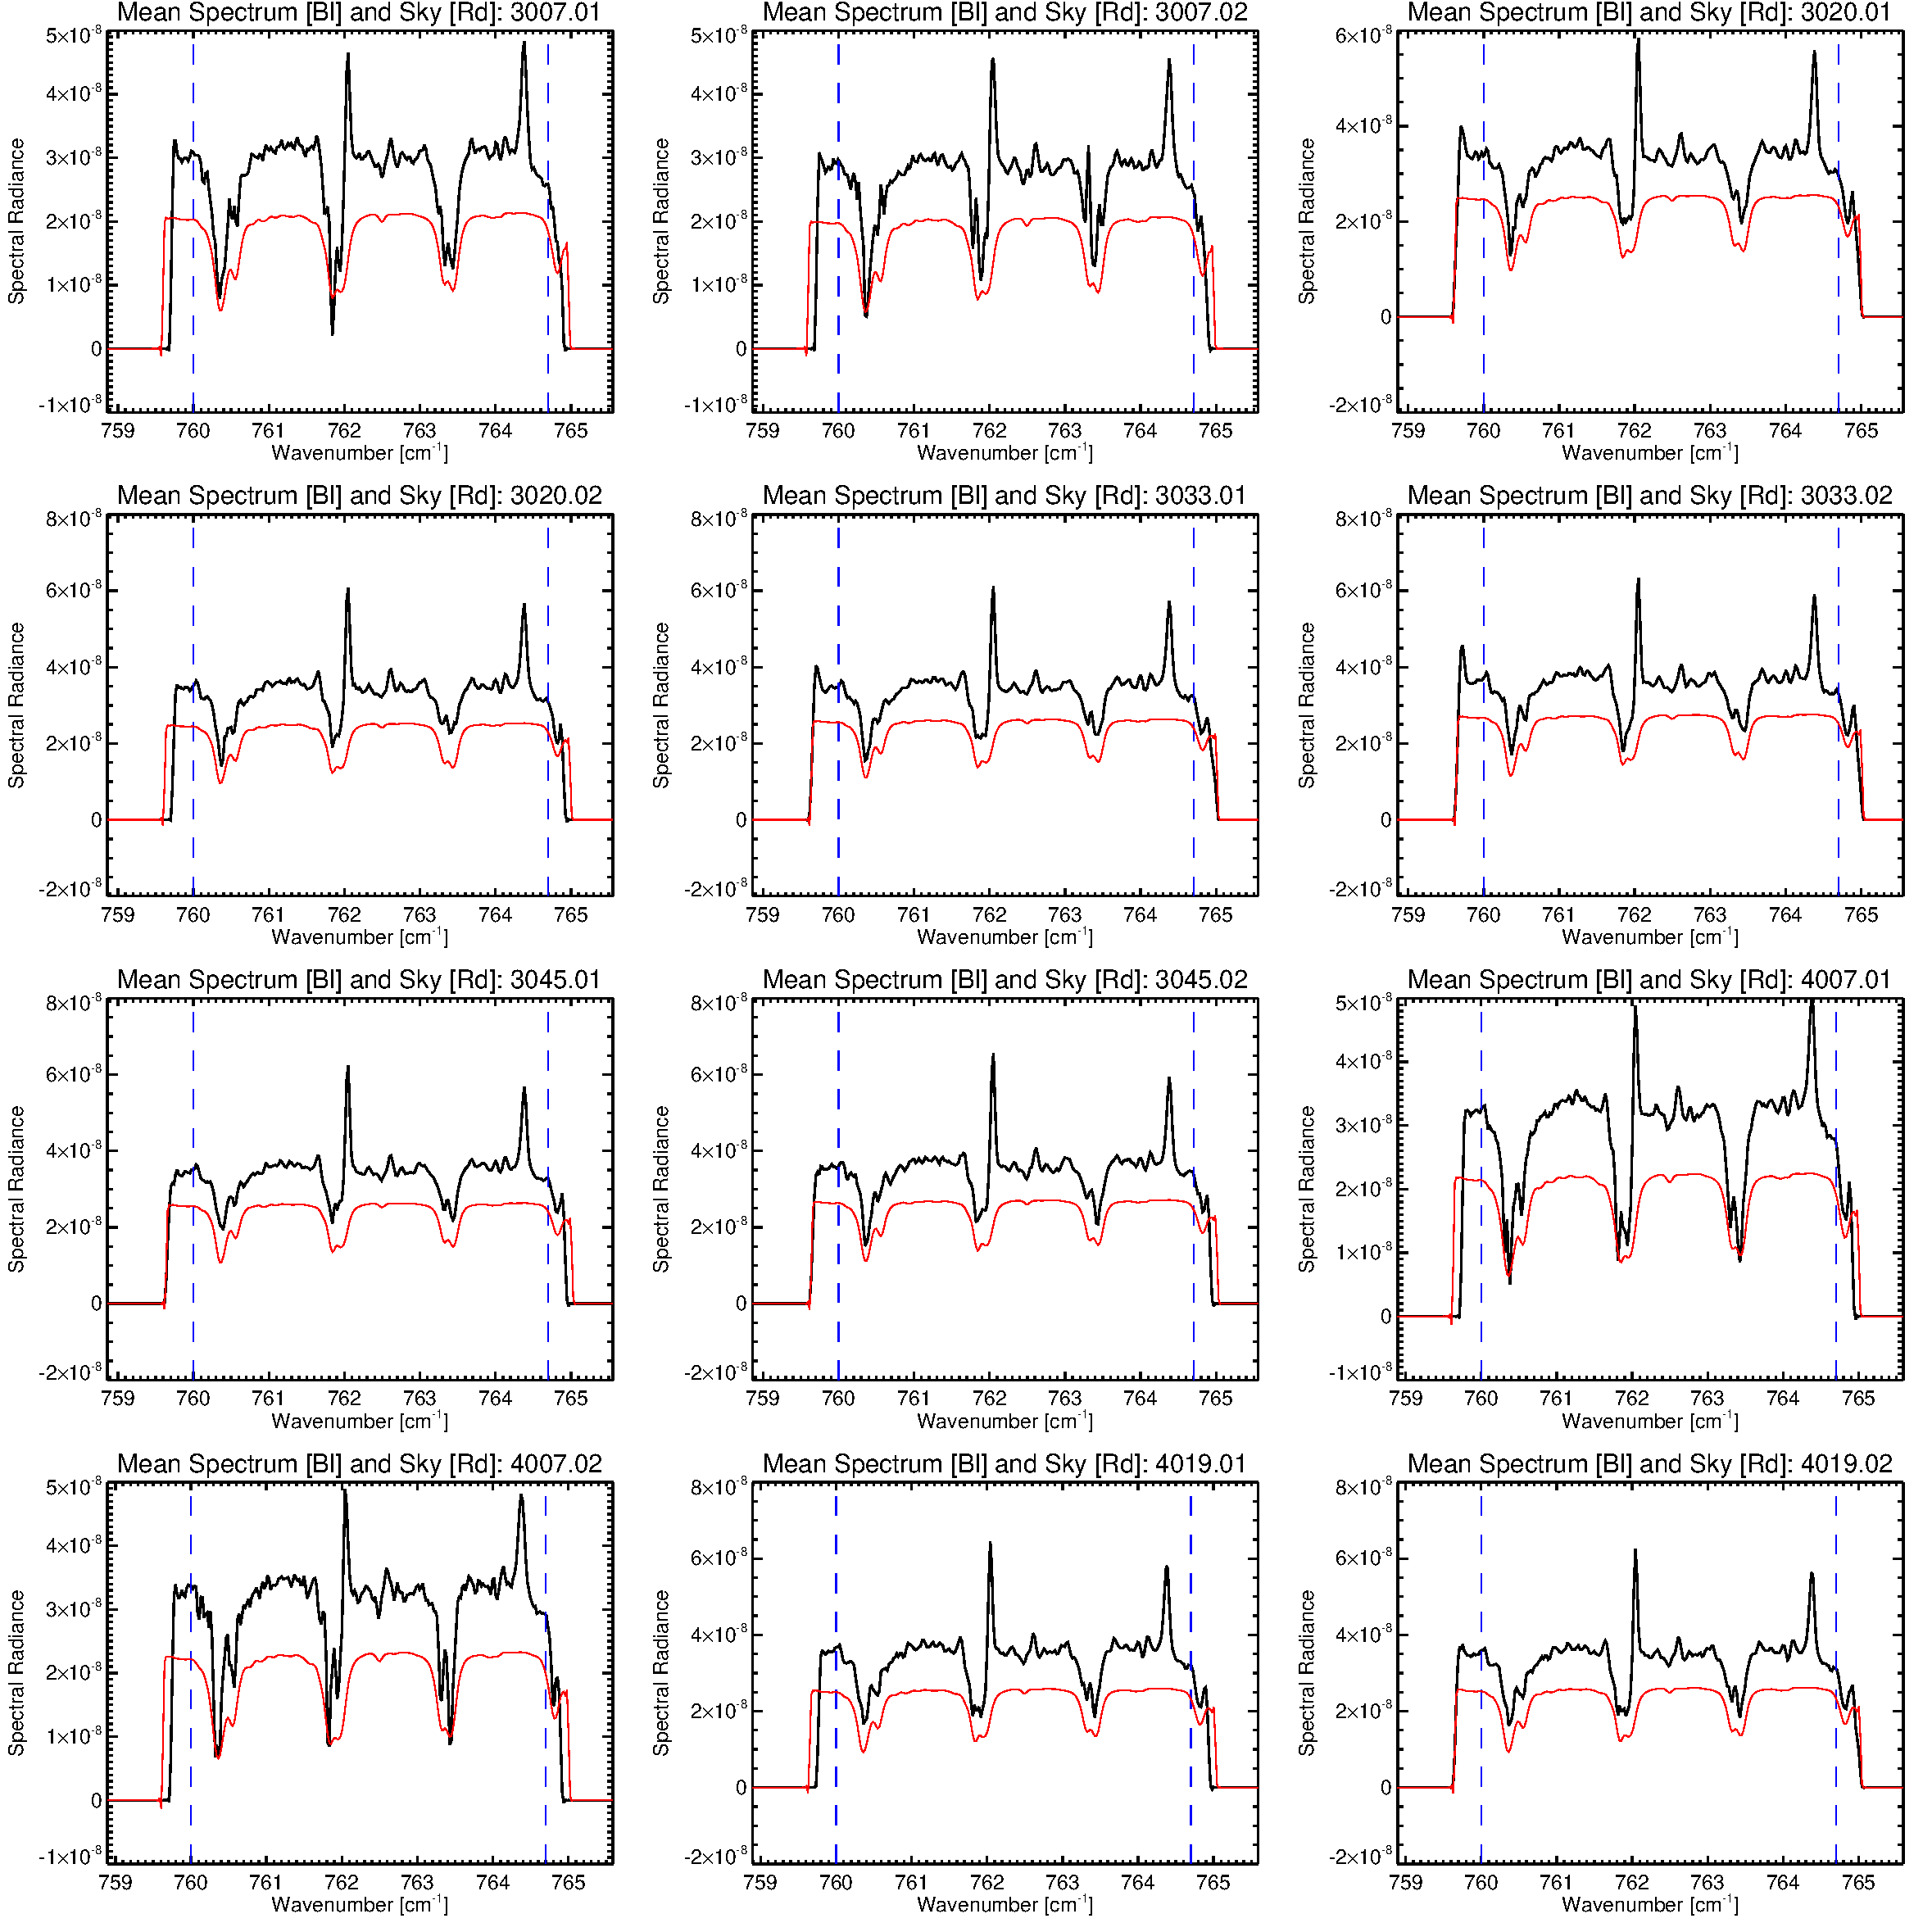 Mean Spectrum [Bl] and Sky [Rd]: 3007.01
5×10⁻⁸
4×10⁻⁸
3×10⁻⁸
2×10⁻⁸
1×10⁻⁸
0
-1×10⁻⁸
Spectral Radiance
759 760 761 762 763 764 765
Wavenumber [cm⁻¹]
Mean Spectrum [Bl] and Sky [Rd]: 3007.02
5×10⁻⁸
4×10⁻⁸
3×10⁻⁸
2×10⁻⁸
1×10⁻⁸
0
-1×10⁻⁸
Spectral Radiance
759 760 761 762 763 764 765
Wavenumber [cm⁻¹]
Mean Spectrum [Bl] and Sky [Rd]: 3020.01
6×10⁻⁸
4×10⁻⁸
2×10⁻⁸
0
-2×10⁻⁸
Spectral Radiance
759 760 761 762 763 764 765
Wavenumber [cm⁻¹]
Mean Spectrum [Bl] and Sky [Rd]: 3020.02
8×10⁻⁸
6×10⁻⁸
4×10⁻⁸
2×10⁻⁸
0
-2×10⁻⁸
Spectral Radiance
759 760 761 762 763 764 765
Wavenumber [cm⁻¹]
Mean Spectrum [Bl] and Sky [Rd]: 3033.01
8×10⁻⁸
6×10⁻⁸
4×10⁻⁸
2×10⁻⁸
0
-2×10⁻⁸
Spectral Radiance
759 760 761 762 763 764 765
Wavenumber [cm⁻¹]
Mean Spectrum [Bl] and Sky [Rd]: 3033.02
8×10⁻⁸
6×10⁻⁸
4×10⁻⁸
2×10⁻⁸
0
-2×10⁻⁸
Spectral Radiance
759 760 761 762 763 764 765
Wavenumber [cm⁻¹]
Mean Spectrum [Bl] and Sky [Rd]: 3045.01
8×10⁻⁸
6×10⁻⁸
4×10⁻⁸
2×10⁻⁸
0
-2×10⁻⁸
Spectral Radiance
759 760 761 762 763 764 765
Wavenumber [cm⁻¹]
Mean Spectrum [Bl] and Sky [Rd]: 3045.02
8×10⁻⁸
6×10⁻⁸
4×10⁻⁸
2×10⁻⁸
0
-2×10⁻⁸
Spectral Radiance
759 760 761 762 763 764 765
Wavenumber [cm⁻¹]
Mean Spectrum [Bl] and Sky [Rd]: 4007.01
5×10⁻⁸
4×10⁻⁸
3×10⁻⁸
2×10⁻⁸
1×10⁻⁸
0
-1×10⁻⁸
Spectral Radiance
759 760 761 762 763 764 765
Wavenumber [cm⁻¹]
Mean Spectrum [Bl] and Sky [Rd]: 4007.02
5×10⁻⁸
4×10⁻⁸
3×10⁻⁸
2×10⁻⁸
1×10⁻⁸
0
-1×10⁻⁸
Spectral Radiance
759 760 761 762 763 764 765
Wavenumber [cm⁻¹]
Mean Spectrum [Bl] and Sky [Rd]: 4019.01
8×10⁻⁸
6×10⁻⁸
4×10⁻⁸
2×10⁻⁸
0
-2×10⁻⁸
Spectral Radiance
759 760 761 762 763 764 765
Wavenumber [cm⁻¹]
Mean Spectrum [Bl] and Sky [Rd]: 4019.02
8×10⁻⁸
6×10⁻⁸
4×10⁻⁸
2×10⁻⁸
0
-2×10⁻⁸
Spectral Radiance
759 760 761 762 763 764 765
Wavenumber [cm⁻¹]